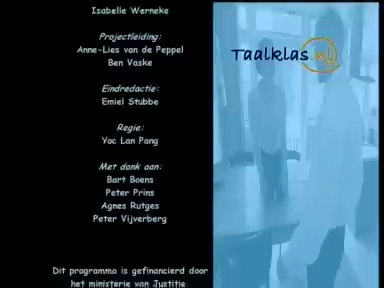 Isabelle Werneke
Projectleiding:
Anne-Lies van de Peppel
Ben Vaske
Eindredactie:
Emiel Stubbe
Regie:
Yoc Lan Pang
Met dank aan:
Bart Boens
Peter Prins
Agnes Rutges
Peter Vijverberg
Dit programma is gefinancierd door
het ministerie van Justitie
Taalklas.nl